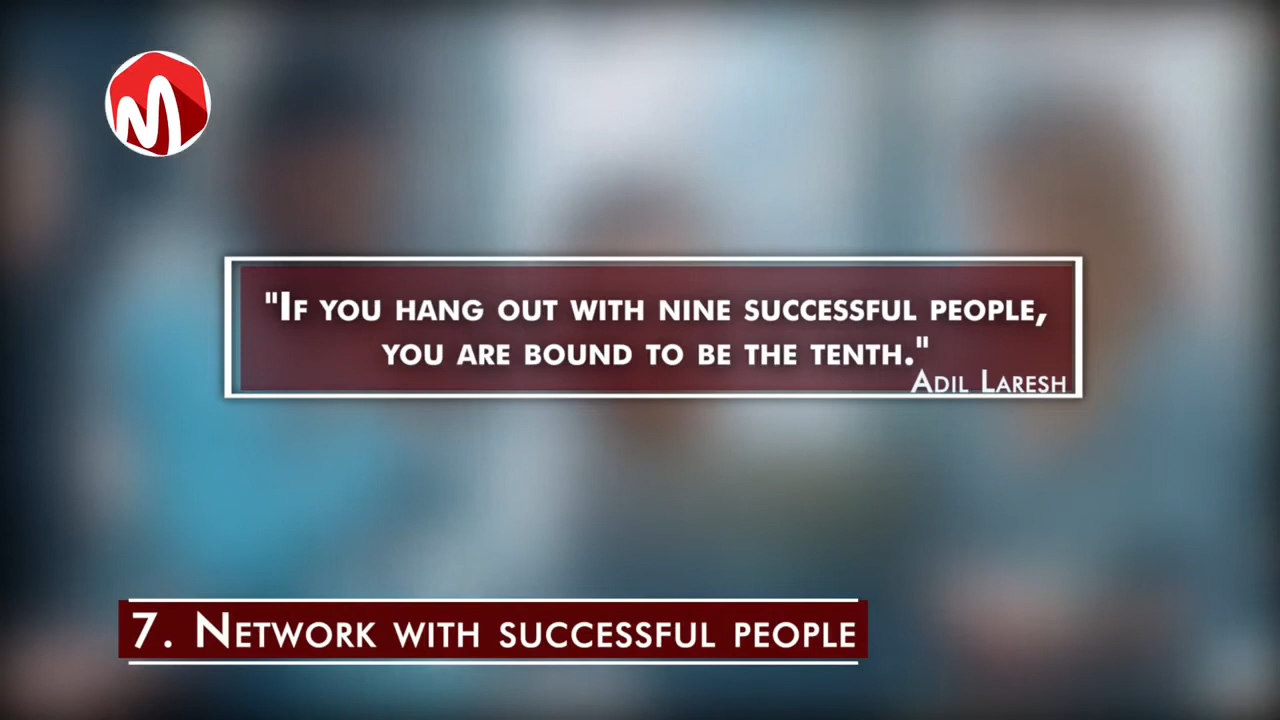 "If you hang out with nine successful people,
you are bound to be the tenth."
Adil Laresh
7. Network with successful people